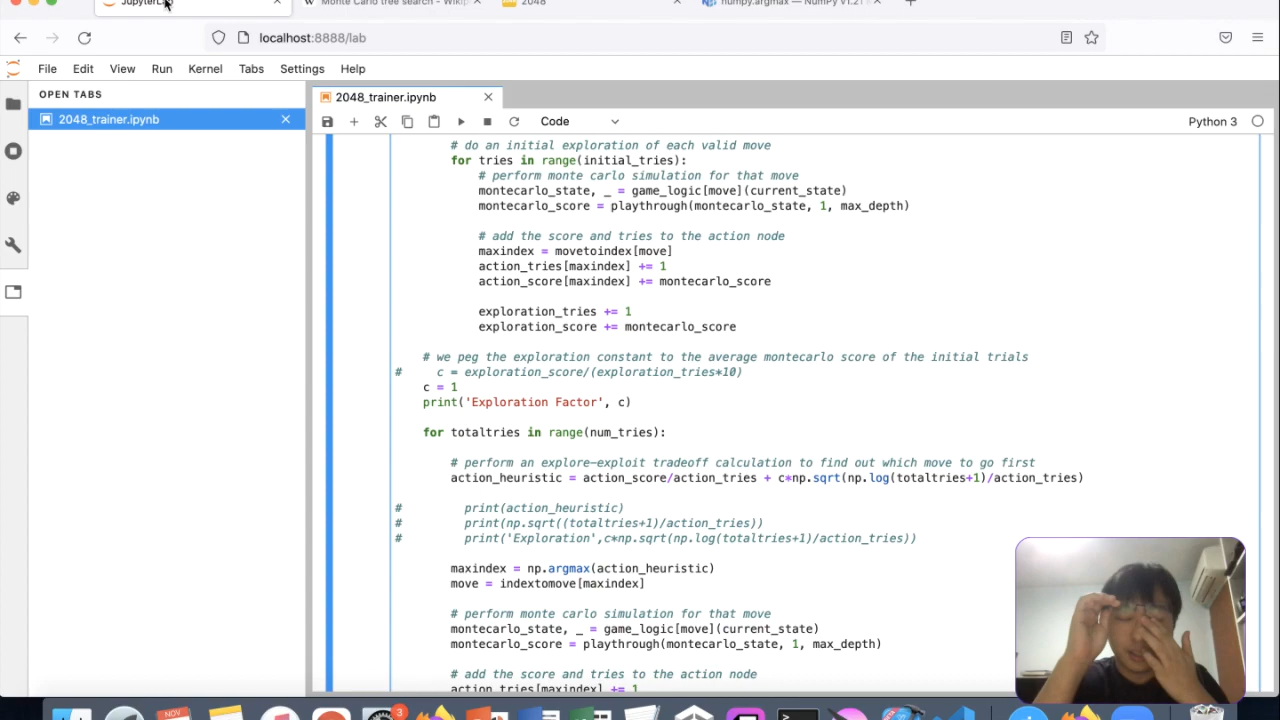 JupyterLab
Monte Carlo tree search - Wikip
2048
numpy.argmax — NumPy v1.21
localhost:8888/lab
File Edit View Run Kernel Tabs Settings Help
OPEN TABS
2048_trainer.ipynb
2048_trainer.ipynb
Code
Python 3
# do an initial exploration of each valid move
for tries in range(initial_tries):
# perform monte carlo simulation for that move
montecarlo_state, _ = game_logic[move](current_state)
montecarlo_score = playthrough(montecarlo_state, 1, max_depth)
# add the score and tries to the action node
maxindex = movetoindex[move]
action_tries[maxindex] += 1
action_score[maxindex] += montecarlo_score
exploration_tries += 1
exploration_score += montecarlo_score
# we peg the exploration constant to the average montecarlo score of the initial trials
# c = exploration_score/(exploration_tries*10)
c = 1
print('Exploration Factor', c)
for totaltries in range(num_tries):
# perform an explore-exploit tradeoff calculation to find out which move to go first
action_heuristic = action_score/action_tries + c*np.sqrt(np.log(totaltries+1)/action_tries)
# print(action_heuristic)
# print(np.sqrt((totaltries+1)/action_tries))
# print('Exploration',c*np.sqrt(np.log(totaltries+1)/action_tries))
maxindex = np.argmax(action_heuristic)
move = indextomove[maxindex]
# perform monte carlo simulation for that move
montecarlo_state, _ = game_logic[move](current_state)
montecarlo_score = playthrough(montecarlo_state, 1, max_depth)
# add the score and tries to the action node
action_tries[maxindex] += 1
NOV
3